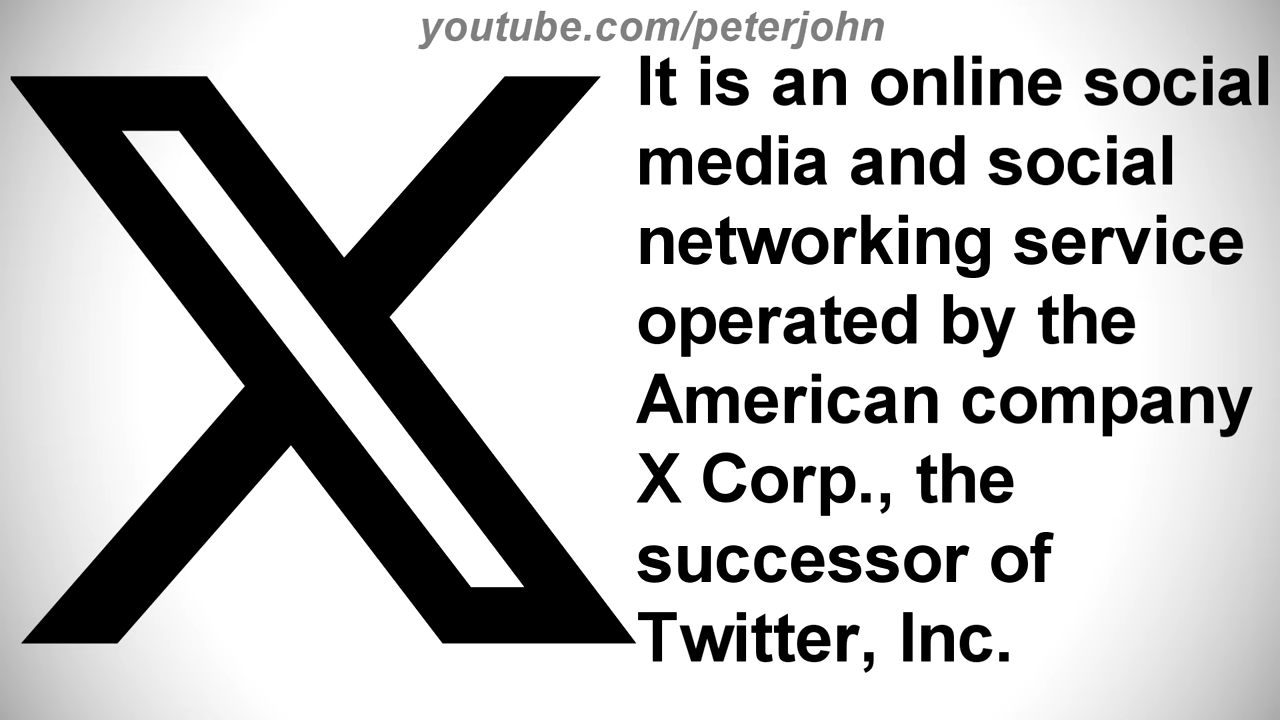 youtube.com/peterjohn
It is an online social
media and social
networking service
operated by the
American company
X Corp., the
successor of
Twitter, Inc.